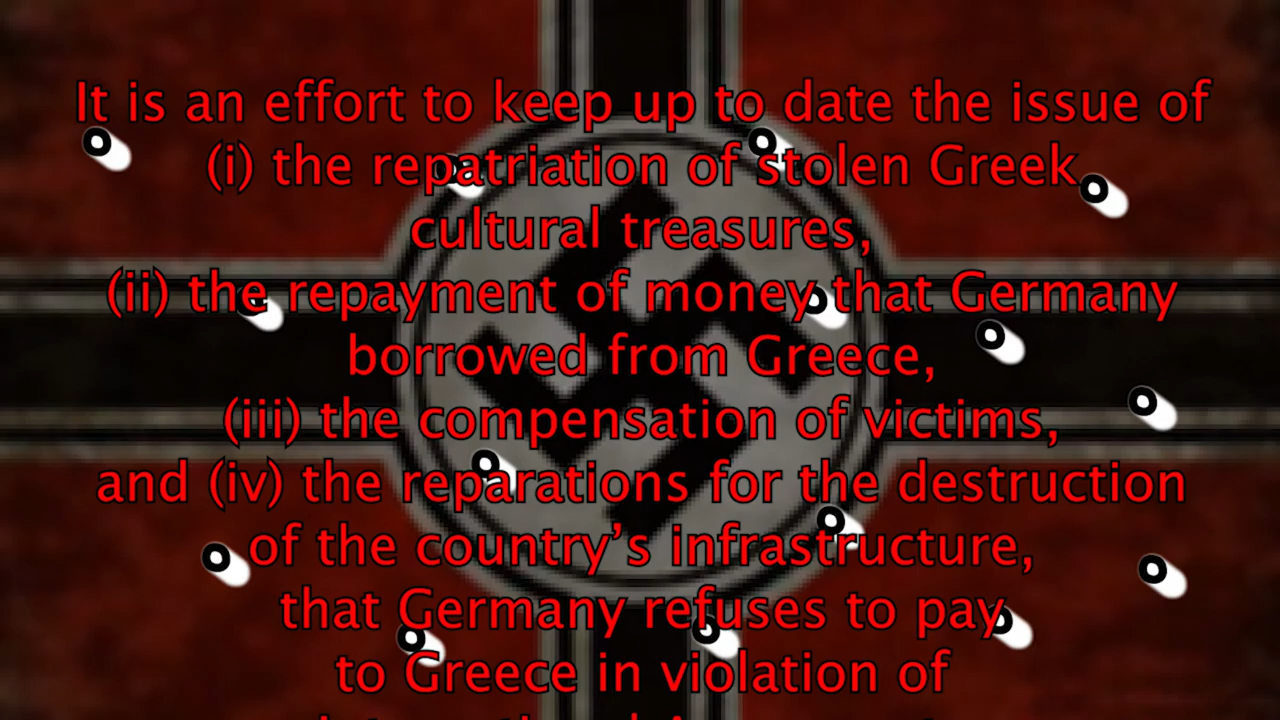 It is an effort to keep up to date the issue of
(i) the repatriation of stolen Greek
cultural treasures,
(ii) the repayment of money that Germany
borrowed from Greece,
(iii) the compensation of victims,
and (iv) the reparations for the destruction
of the country’s infrastructure,
that Germany refuses to pay
to Greece in violation of